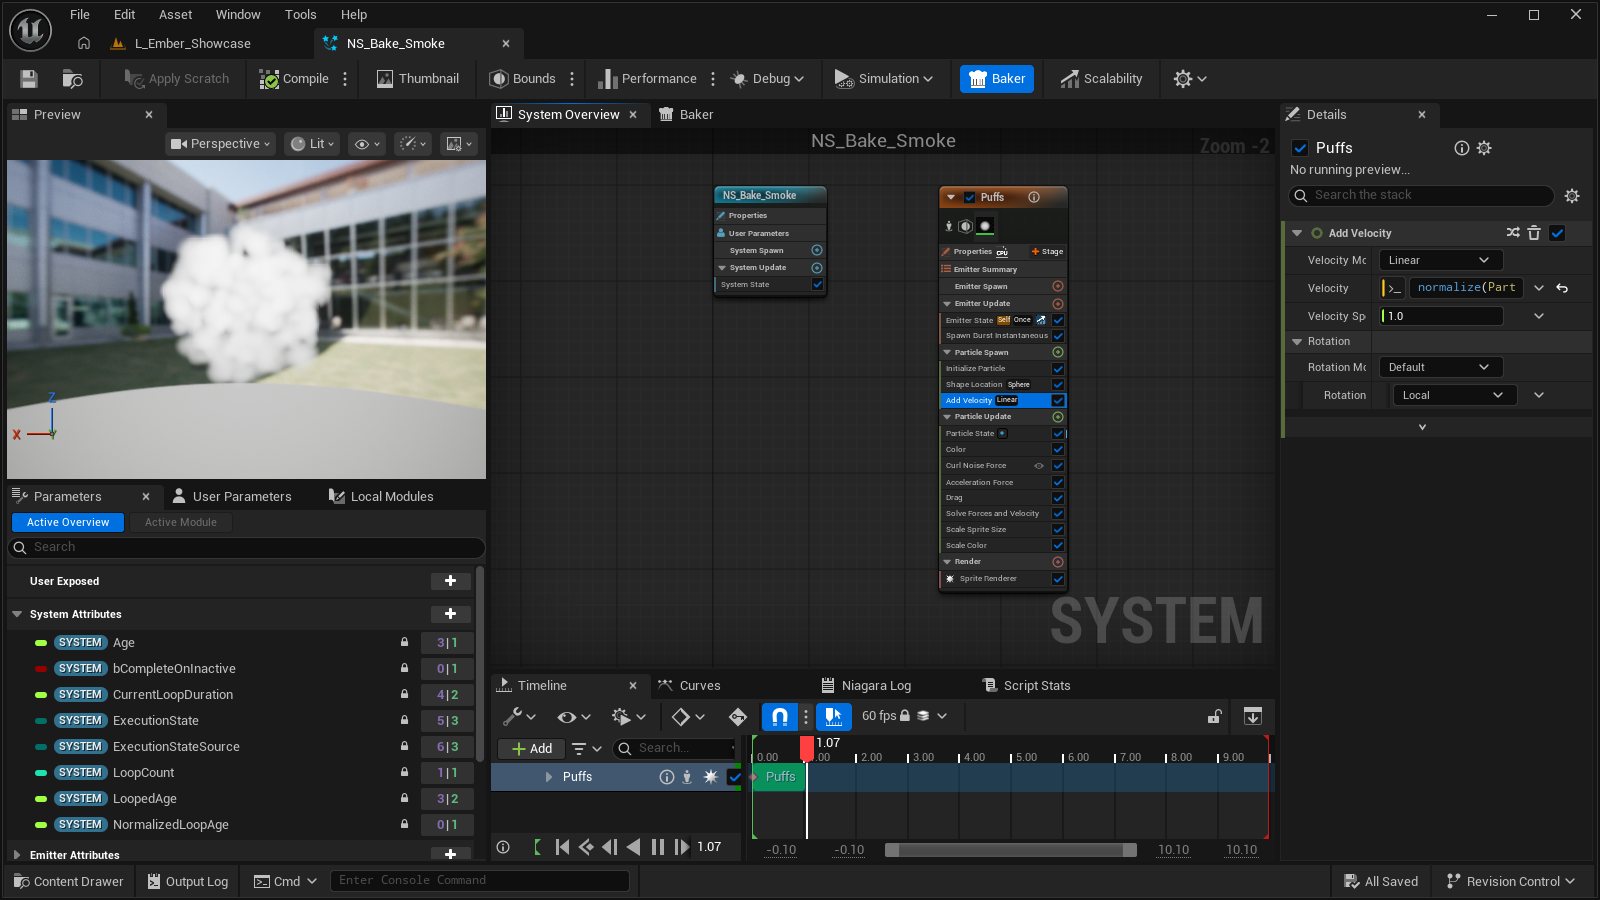 File Edit Asset Window Tools Help
L_Ember_Showcase
NS_Bake_Smoke
Apply Scratch Compile Thumbnail Bounds Performance Debug Simulation Baker Scalability
Preview
Perspective Lit
Z
X
Y
System Overview Baker
NS_Bake_Smoke
Zoom -2
NS_Bake_Smoke
Properties
User Parameters
System Spawn
System Update
System State
Puffs
Properties CPU Stage
Emitter Summary
Emitter Spawn
Emitter Update
Emitter State Self Once
Spawn Burst Instantaneous
Particle Spawn
Initialize Particle
Shape Location Sphere
Add Velocity Linear
Particle Update
Particle State
Color
Curl Noise Force
Acceleration Force
Drag
Solve Forces and Velocity
Scale Sprite Size
Scale Color
Render
Sprite Renderer
SYSTEM
Details
Puffs
No running preview...
Search the stack
Add Velocity
Velocity Mc Linear
Velocity >_ normalize(Part
Velocity Sp 1.0
Rotation
Rotation Mc Default
Rotation Local
Parameters User Parameters Local Modules
Active Overview Active Module
Search
User Exposed
System Attributes
SYSTEM Age 3|1
SYSTEM bCompleteOnInactive 0|1
SYSTEM CurrentLoopDuration 4|2
SYSTEM ExecutionState 5|3
SYSTEM ExecutionStateSource 6|3
SYSTEM LoopCount 1|1
SYSTEM LoopedAge 3|2
SYSTEM NormalizedLoopAge 0|1
Emitter Attributes
Timeline Curves Niagara Log Script Stats
60 fps
Add Search...
1.07
0.00 .00 2.00 3.00 4.00 5.00 6.00 7.00 8.00 9.00
Puffs
Puffs
1.07
-0.10 -0.10 10.10 10.10
Content Drawer Output Log Cmd Enter Console Command All Saved Revision Control